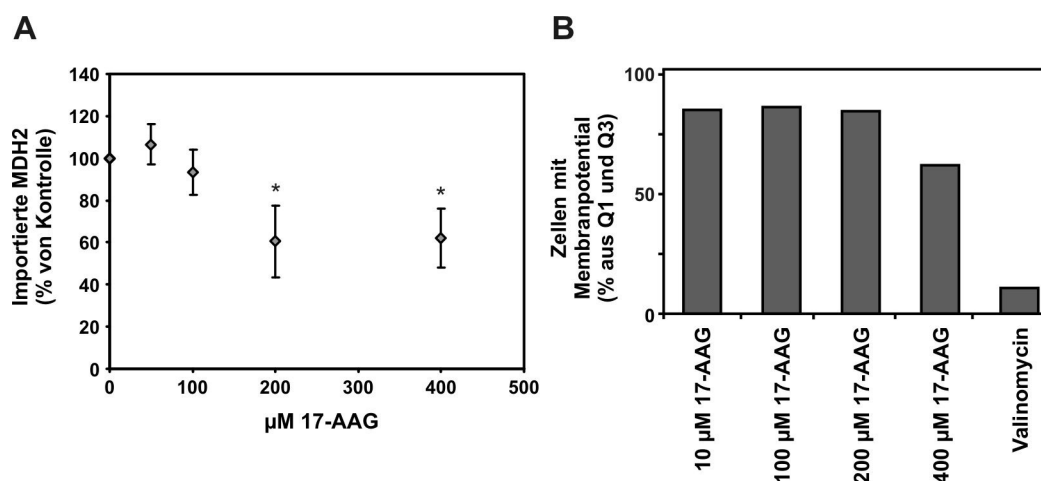 A
Importierte MDH2
(% von Kontrolle)
140
120
100
80
60
40
20
0
*
*
0 100 200 300 400 500
µM 17-AAG
B
Zellen mit
Membranpotential
(% aus Q1 und Q3)
100
50
0
10 µM 17-AAG
100 µM 17-AAG
200 µM 17-AAG
400 µM 17-AAG
Valinomycin